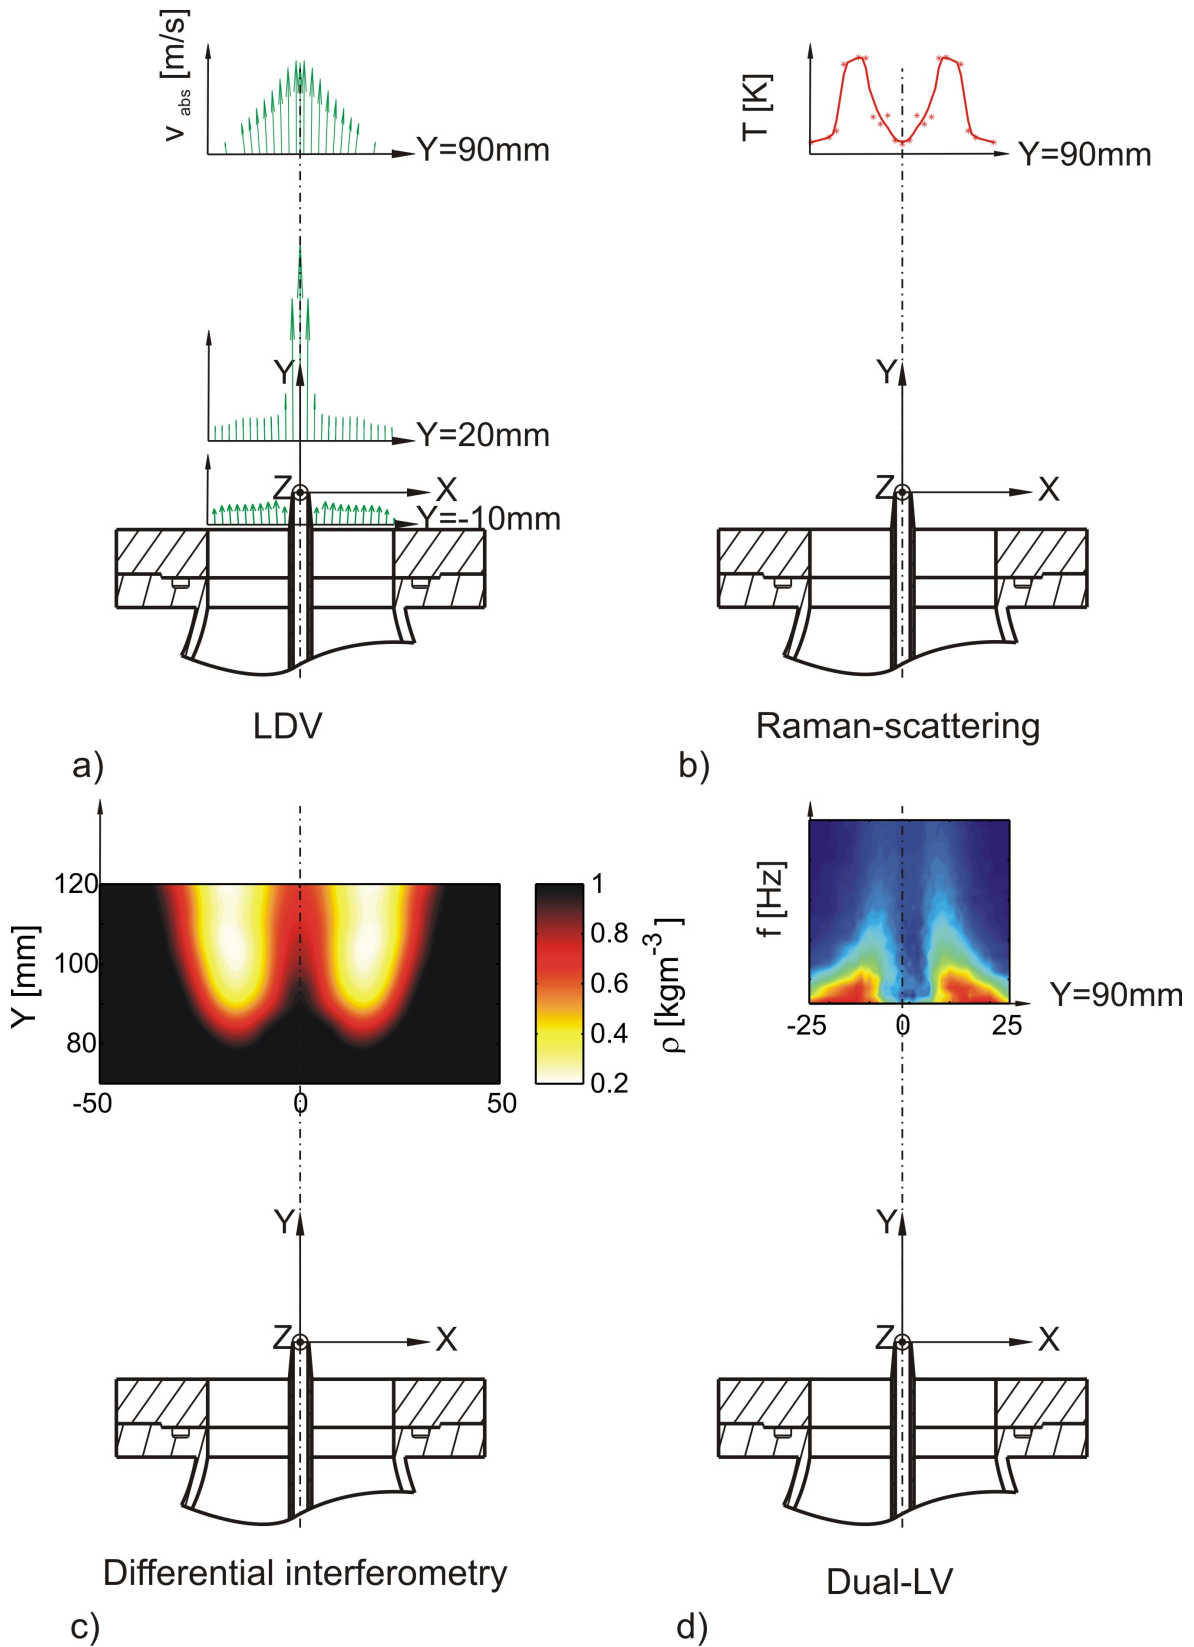 v abs [m/s]
Y=90mm
Y
Y=20mm
Z
X
Y=-10mm
LDV
a)
T [K]
Y=90mm
Y
Z
X
Raman-scattering
b)
Y [mm]
120
100
80
-50
0
50
1
0.8
0.6
0.4
0.2
ρ [kgm-3]
Y
Z
X
Differential interferometry
c)
f [Hz]
Y=90mm
-25
0
25
Y
Z
X
Dual-LV
d)